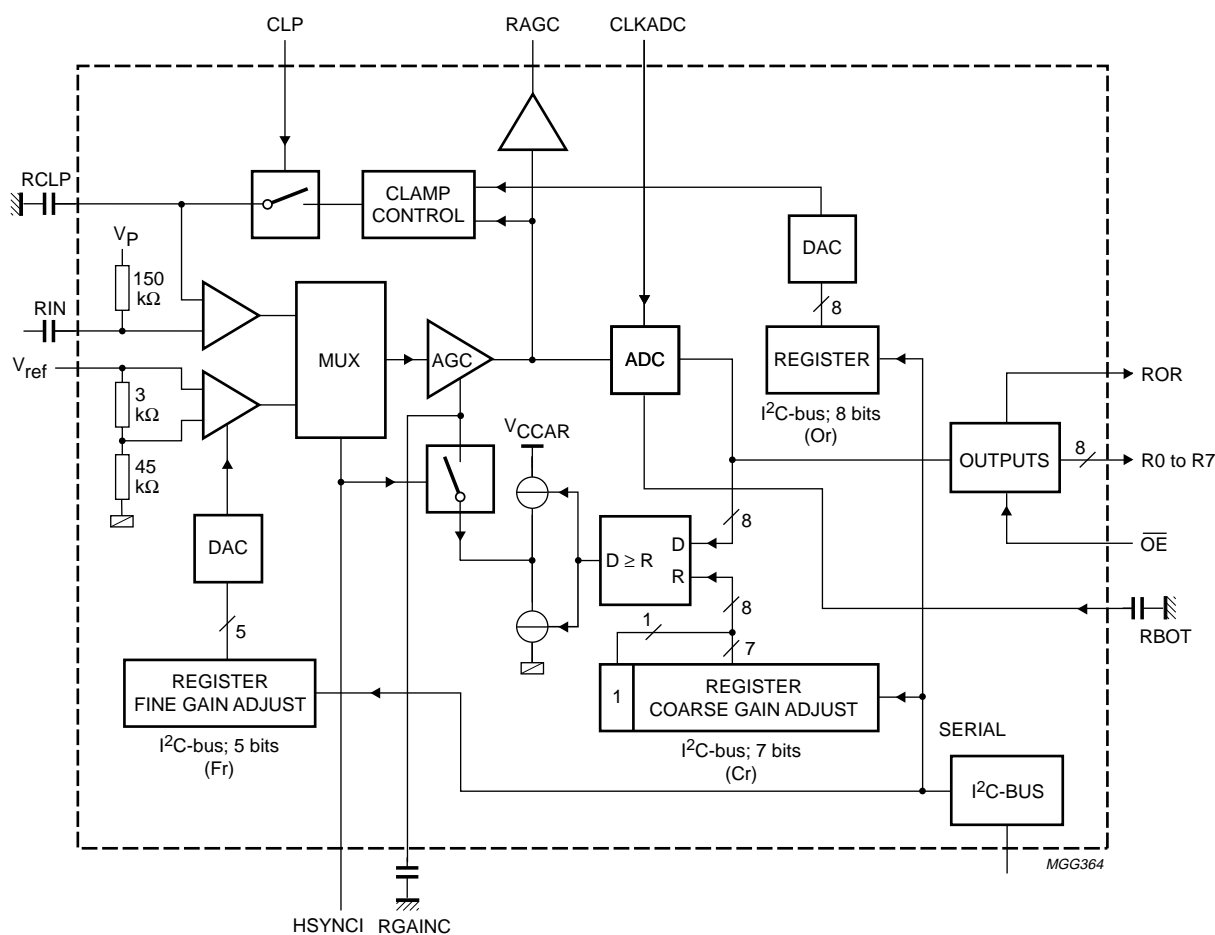 CLP
RAGC
CLKADC
RCLP
CLAMP
CONTROL
VP
150
kΩ
DAC
8
RIN
MUX
AGC
ADC
REGISTER
I²C-bus; 8 bits
(Or)
Vref
3
kΩ
45
kΩ
VCCAR
ROR
OUTPUTS
8
R0 to R7
DAC
8
D
D ≥ R
R
OE
8
1
7
RBOT
5
REGISTER
FINE GAIN ADJUST
I²C-bus; 5 bits
(Fr)
1
REGISTER
COARSE GAIN ADJUST
I²C-bus; 7 bits
(Cr)
SERIAL
I²C-BUS
MGG364
HSYNCI
RGAINC